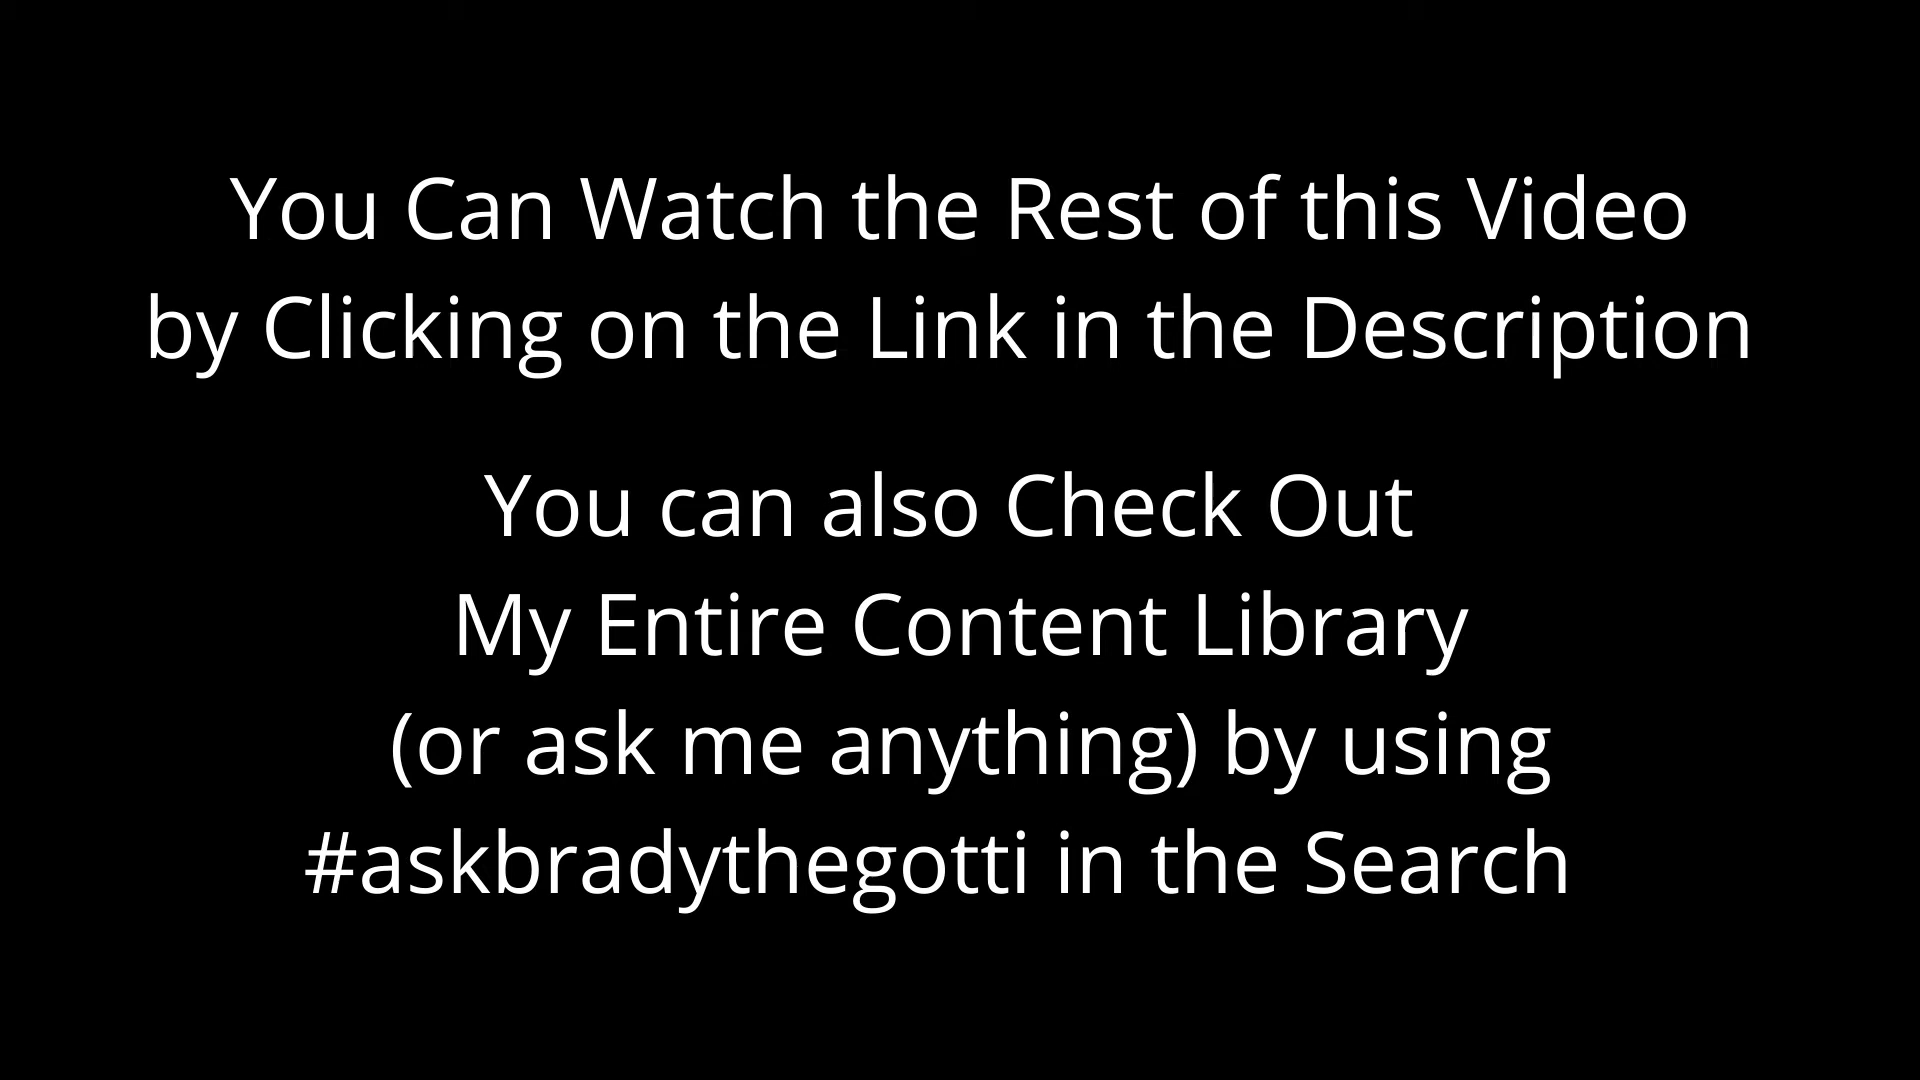 You Can Watch the Rest of this Video
by Clicking on the Link in the Description
You can also Check Out
My Entire Content Library
(or ask me anything) by using
#askbradythegotti in the Search